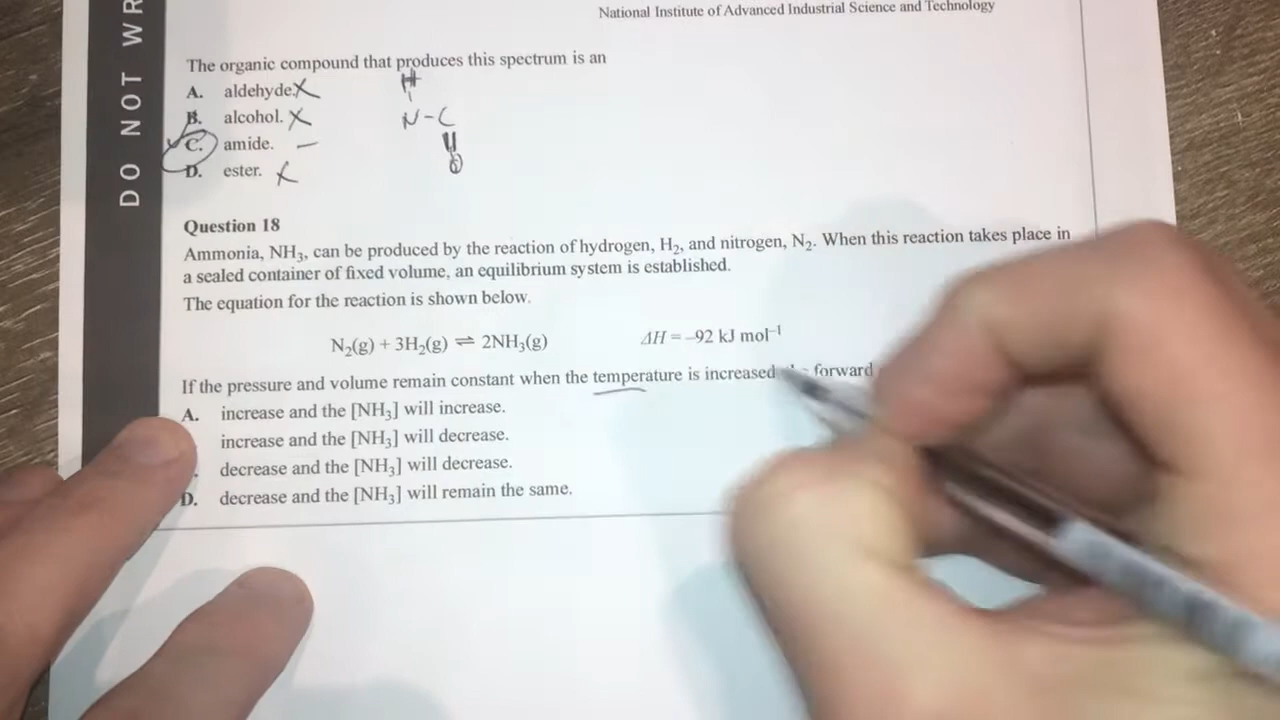 National Institute of Advanced Industrial Science and Technology
DO NOT WR
The organic compound that produces this spectrum is an
A. aldehyde. X
B. alcohol. X
C. amide. –
D. ester. X
H
N-C
O
Question 18
Ammonia, NH₃, can be produced by the reaction of hydrogen, H₂, and nitrogen, N₂. When this reaction takes place in
a sealed container of fixed volume, an equilibrium system is established.
The equation for the reaction is shown below.
N₂(g) + 3H₂(g) ⇌ 2NH₃(g) ΔH = –92 kJ mol⁻¹
If the pressure and volume remain constant when the temperature is increased forward
A. increase and the [NH₃] will increase.
increase and the [NH₃] will decrease.
decrease and the [NH₃] will decrease.
D. decrease and the [NH₃] will remain the same.